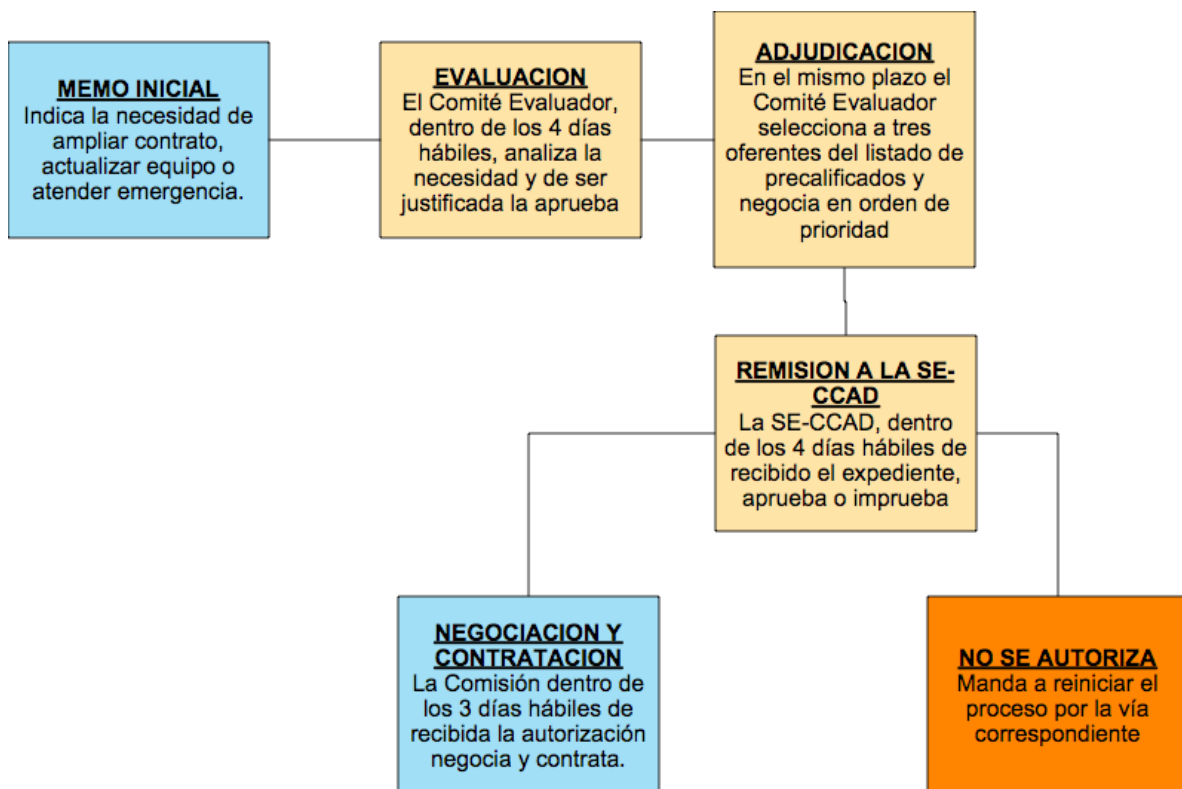 MEMO INICIAL
Indica la necesidad de
ampliar contrato,
actualizar equipo o
atender emergencia.
EVALUACION
El Comité Evaluador,
dentro de los 4 días
hábiles, analiza la
necesidad y de ser
justificada la aprueba
ADJUDICACION
En el mismo plazo el
Comité Evaluador
selecciona a tres
oferentes del listado de
precalificados y
negocia en orden de
prioridad
REMISION A LA SE-
CCAD
La SE-CCAD, dentro
de los 4 días hábiles de
recibido el expediente,
aprueba o imprueba
NEGOCIACION Y
CONTRATACION
La Comisión dentro de
los 3 días hábiles de
recibida la autorización
negocia y contrata.
NO SE AUTORIZA
Manda a reiniciar el
proceso por la vía
correspondiente